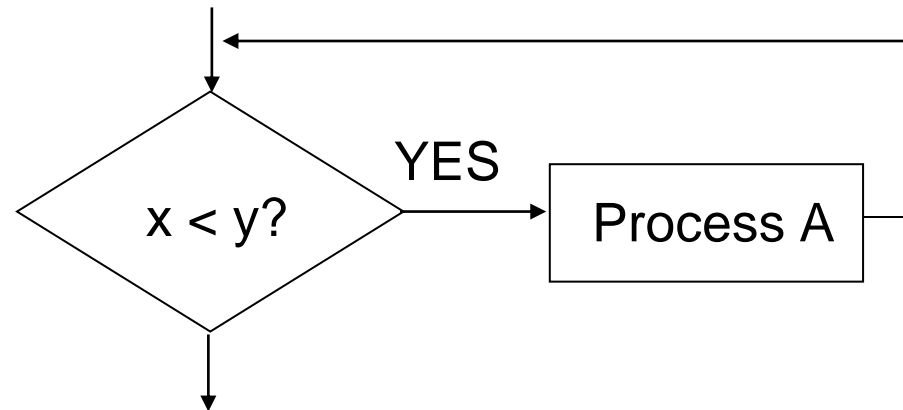 YES
x < y?
Process A